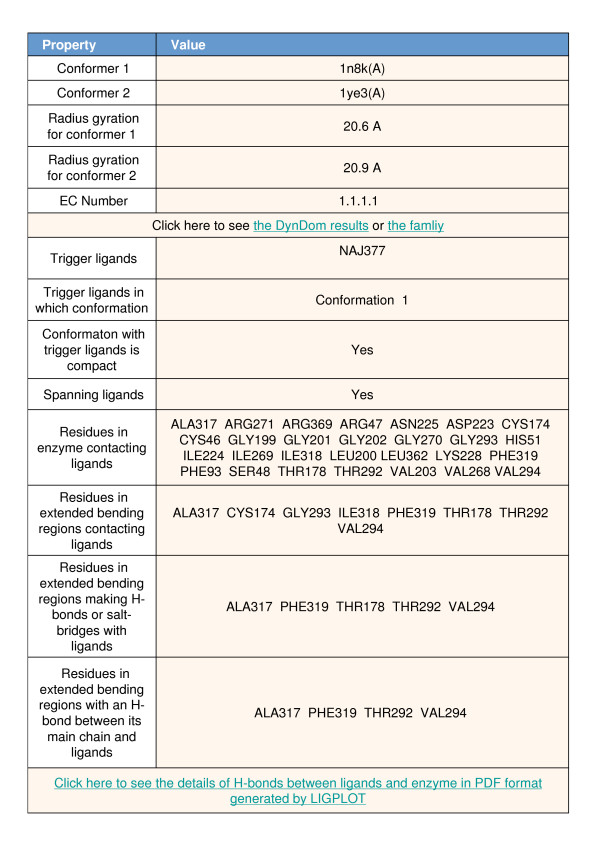 Property Value
Conformer 1 1n8k(A)
Conformer 2 1ye3(A)
Radius gyration
for conformer 1
20.6 A
Radius gyration
for conformer 2
20.9 A
EC Number 1.1.1.1
Click here to see the DynDom results or the famliy
Trigger ligands
NAJ377
Trigger ligands in
which conformation
Conformation 1
Conformaton with
trigger ligands is
compact
Yes
Spanning ligands Yes
Residues in
enzyme contacting
ligands
ALA317 ARG271 ARG369 ARG47 ASN225 ASP223 CYS174
CYS46 GLY199 GLY201 GLY202 GLY270 GLY293 HIS51
ILE224 ILE269 ILE318 LEU200 LEU362 LYS228 PHE319
PHE93 SER48 THR178 THR292 VAL203 VAL268 VAL294
Residues in
extended bending
regions contacting
ligands
ALA317 CYS174 GLY293 ILE318 PHE319 THR178 THR292
VAL294
Residues in
extended bending
regions making H-
bonds or salt-
bridges with
ligands
ALA317 PHE319 THR178 THR292 VAL294
Residues in
extended bending
regions with an H-
bond between its
main chain and
ligands
ALA317 PHE319 THR292 VAL294
Click here to see the details of H-bonds between ligands and enzyme in PDF format
generated by LIGPLOT